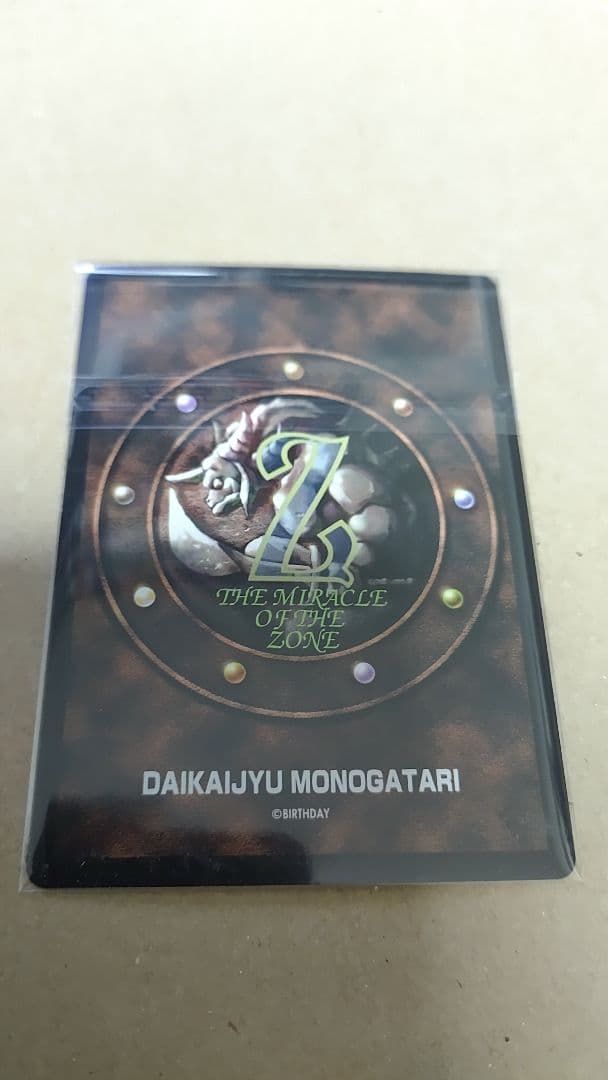 Z
THE MIRACLE
OF THE
ZONE
DAIKAIJYU MONOGATARI
©BIRTHDAY